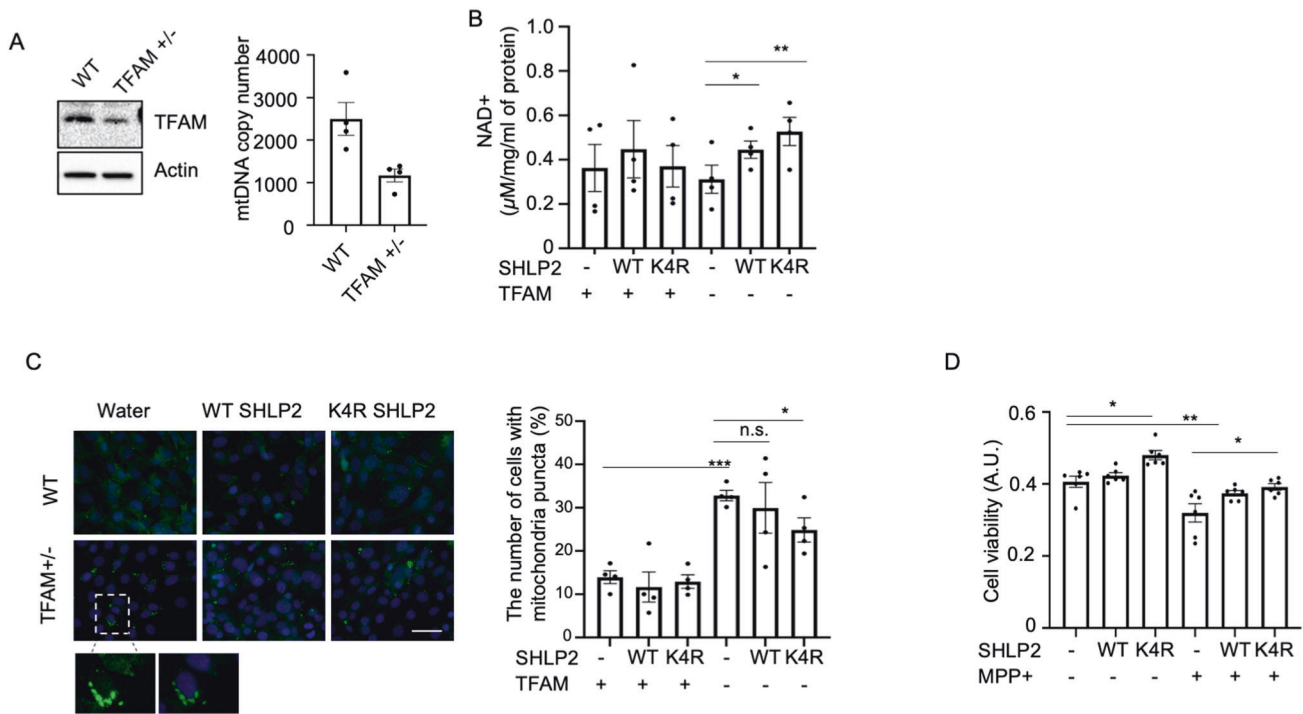 A
WT
TFAM +/-
TFAM
Actin
mtDNA copy number
4000
3000
2000
1000
0
WT
TFAM +/-
B
NAD+
(µM/mg/ml of protein)
1.0
0.8
0.6
0.4
0.2
0
*
**
SHLP2 - WT K4R - WT K4R
TFAM + + + - - -
C
Water WT SHLP2 K4R SHLP2
WT
TFAM+/-
The number of cells with
mitochondria puncta (%)
50
40
30
20
10
0
***
n.s.
*
SHLP2 - WT K4R - WT K4R
TFAM + + + - - -
D
Cell viability (A.U.)
0.6
0.4
0.2
0
*
**
*
SHLP2 - WT K4R - WT K4R
MPP+ - - - + + +